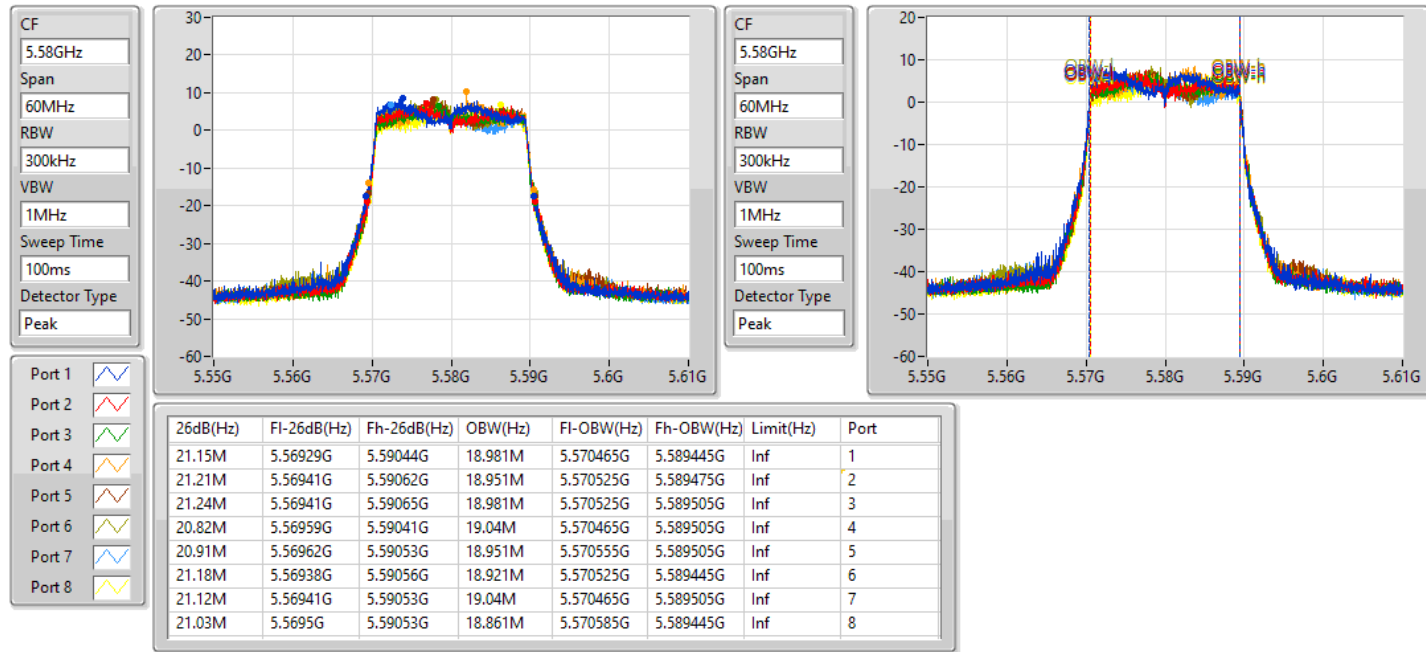 CF
5.58GHz
Span
60MHz
RBW
300kHz
VBW
1MHz
Sweep Time
100ms
Detector Type
Peak
30
20
10
0
-10
-20
-30
-40
-50
-60
5.55G 5.56G 5.57G 5.58G 5.59G 5.6G 5.61G
CF
5.58GHz
Span
60MHz
RBW
300kHz
VBW
1MHz
Sweep Time
100ms
Detector Type
Peak
20
10
0
-10
-20
-30
-40
-50
-60
OBW-l OBW-h
5.55G 5.56G 5.57G 5.58G 5.59G 5.6G 5.61G
Port 1
Port 2
Port 3
Port 4
Port 5
Port 6
Port 7
Port 8
26dB(Hz) Fl-26dB(Hz) Fh-26dB(Hz) OBW(Hz) Fl-OBW(Hz) Fh-OBW(Hz) Limit(Hz) Port
21.15M 5.56929G 5.59044G 18.981M 5.570465G 5.589445G Inf 1
21.21M 5.56941G 5.59062G 18.951M 5.570525G 5.589475G Inf 2
21.24M 5.56941G 5.59065G 18.981M 5.570525G 5.589505G Inf 3
20.82M 5.56959G 5.59041G 19.04M 5.570465G 5.589505G Inf 4
20.91M 5.56962G 5.59053G 18.951M 5.570555G 5.589505G Inf 5
21.18M 5.56938G 5.59056G 18.921M 5.570525G 5.589445G Inf 6
21.12M 5.56941G 5.59053G 19.04M 5.570465G 5.589505G Inf 7
21.03M 5.5695G 5.59053G 18.861M 5.570585G 5.589445G Inf 8